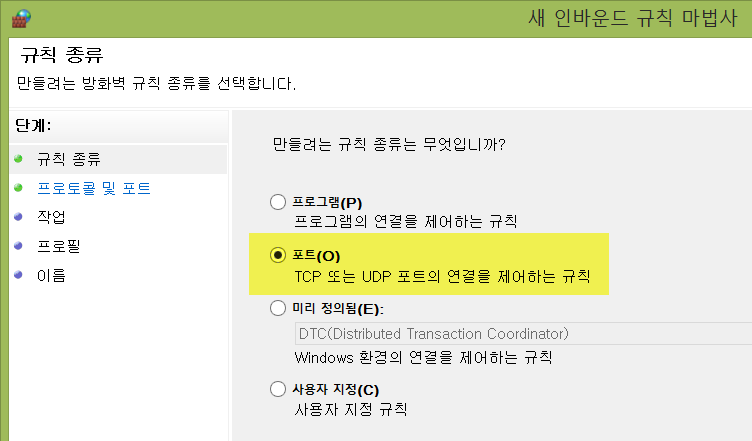 새 인바운드 규칙 마법사
규칙 종류
만들려는 방화벽 규칙 종류를 선택합니다.
단계:
규칙 종류
프로토콜 및 포트
작업
프로필
이름
만들려는 규칙 종류는 무엇입니까?
프로그램(P)
프로그램의 연결을 제어하는 규칙
포트(O)
TCP 또는 UDP 포트의 연결을 제어하는 규칙
미리 정의됨(E):
DTC(Distributed Transaction Coordinator)
Windows 환경의 연결을 제어하는 규칙
사용자 지정(C)
사용자 지정 규칙